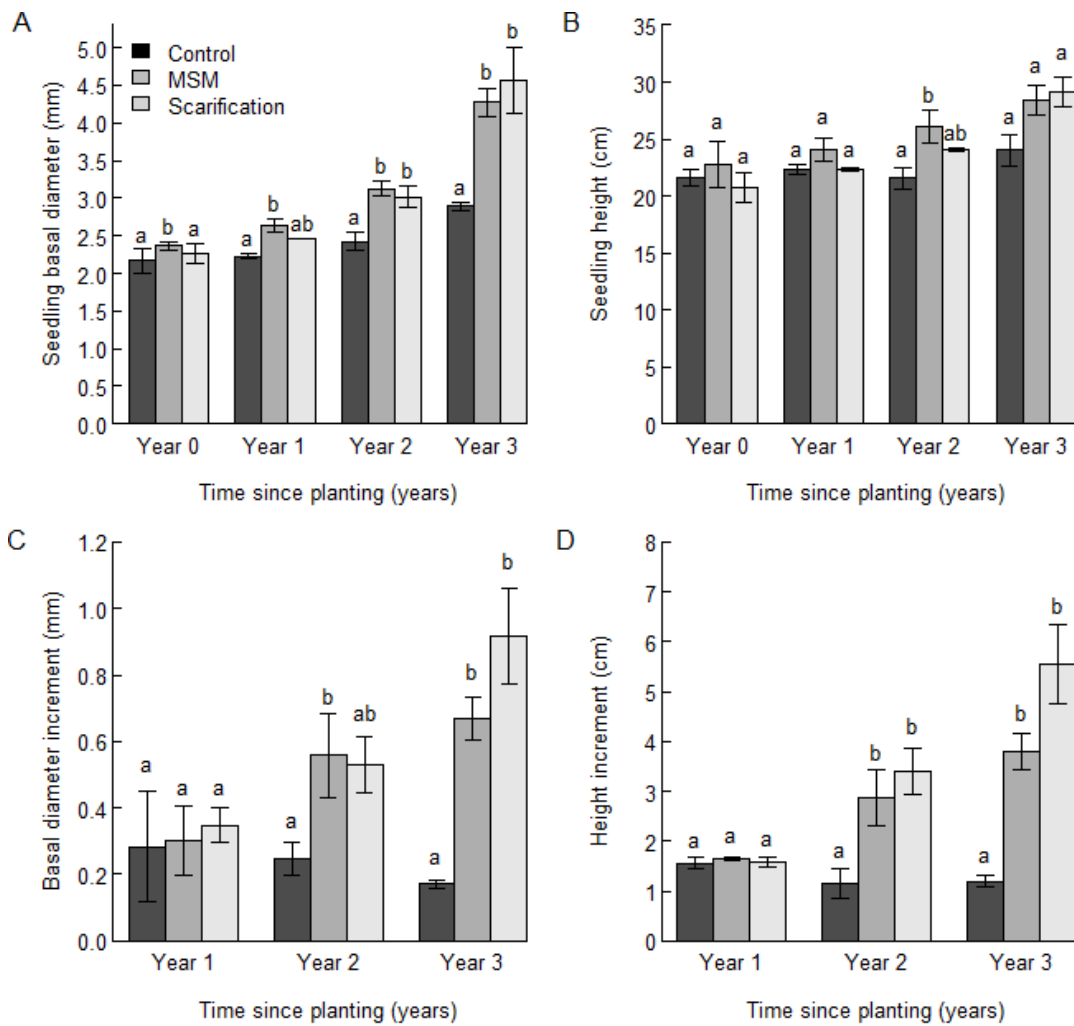 A
Seedling basal diameter (mm)
5.0
4.5
4.0
3.5
3.0
2.5
2.0
1.5
1.0
0.5
0.0
Control
MSM
Scarification
a b a
a b ab
a b b
a b b
Year 0 Year 1 Year 2 Year 3
Time since planting (years)
B
Seedling height (cm)
35
30
25
20
15
10
5
0
a a a
a a a
a b ab
a a a
Year 0 Year 1 Year 2 Year 3
Time since planting (years)
C
Basal diameter increment (mm)
1.2
1.0
0.8
0.6
0.4
0.2
0.0
a a a
a b ab
a b b
Year 1 Year 2 Year 3
Time since planting (years)
D
Height increment (cm)
8
7
6
5
4
3
2
1
0
a a a
a b b
a b b
Year 1 Year 2 Year 3
Time since planting (years)